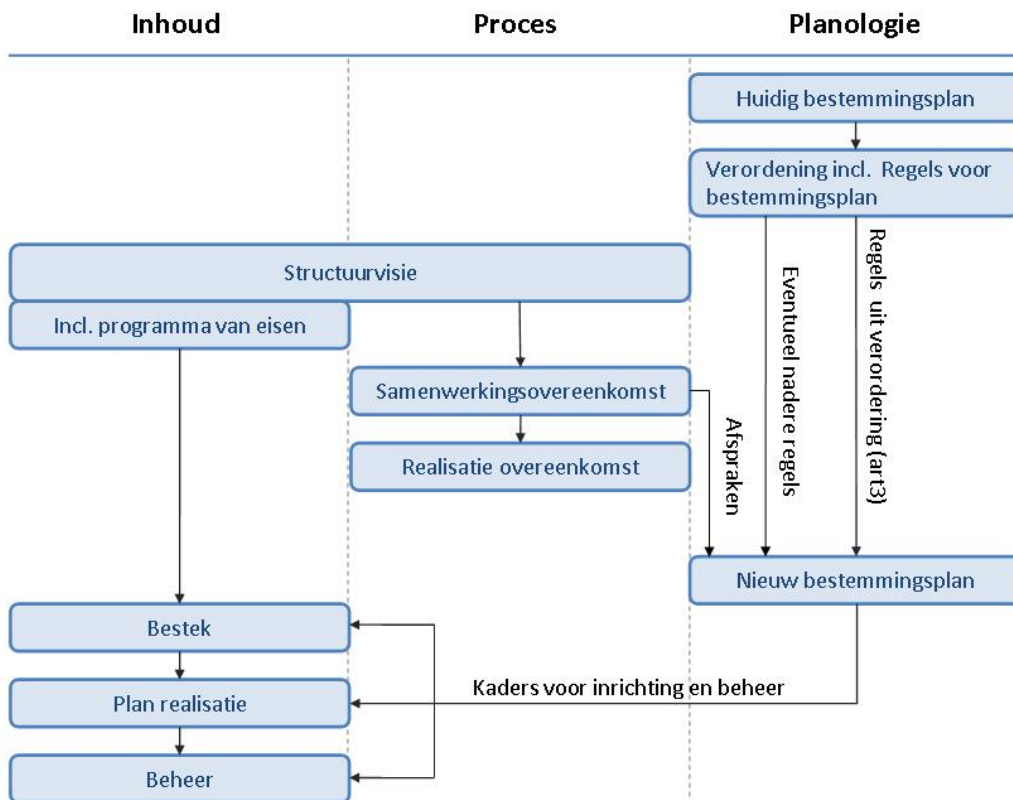 Inhoud
Proces
Planologie
Huidig bestemmingsplan
Verordening incl. Regels voor
bestemmingsplan
Structuurvisie
Incl. programma van eisen
Samenwerkingsovereenkomst
Realisatie overeenkomst
Afspraken
Eventueel nadere regels
Regels uit verordering (art3)
Nieuw bestemmingsplan
Bestek
Kaders voor inrichting en beheer
Plan realisatie
Beheer